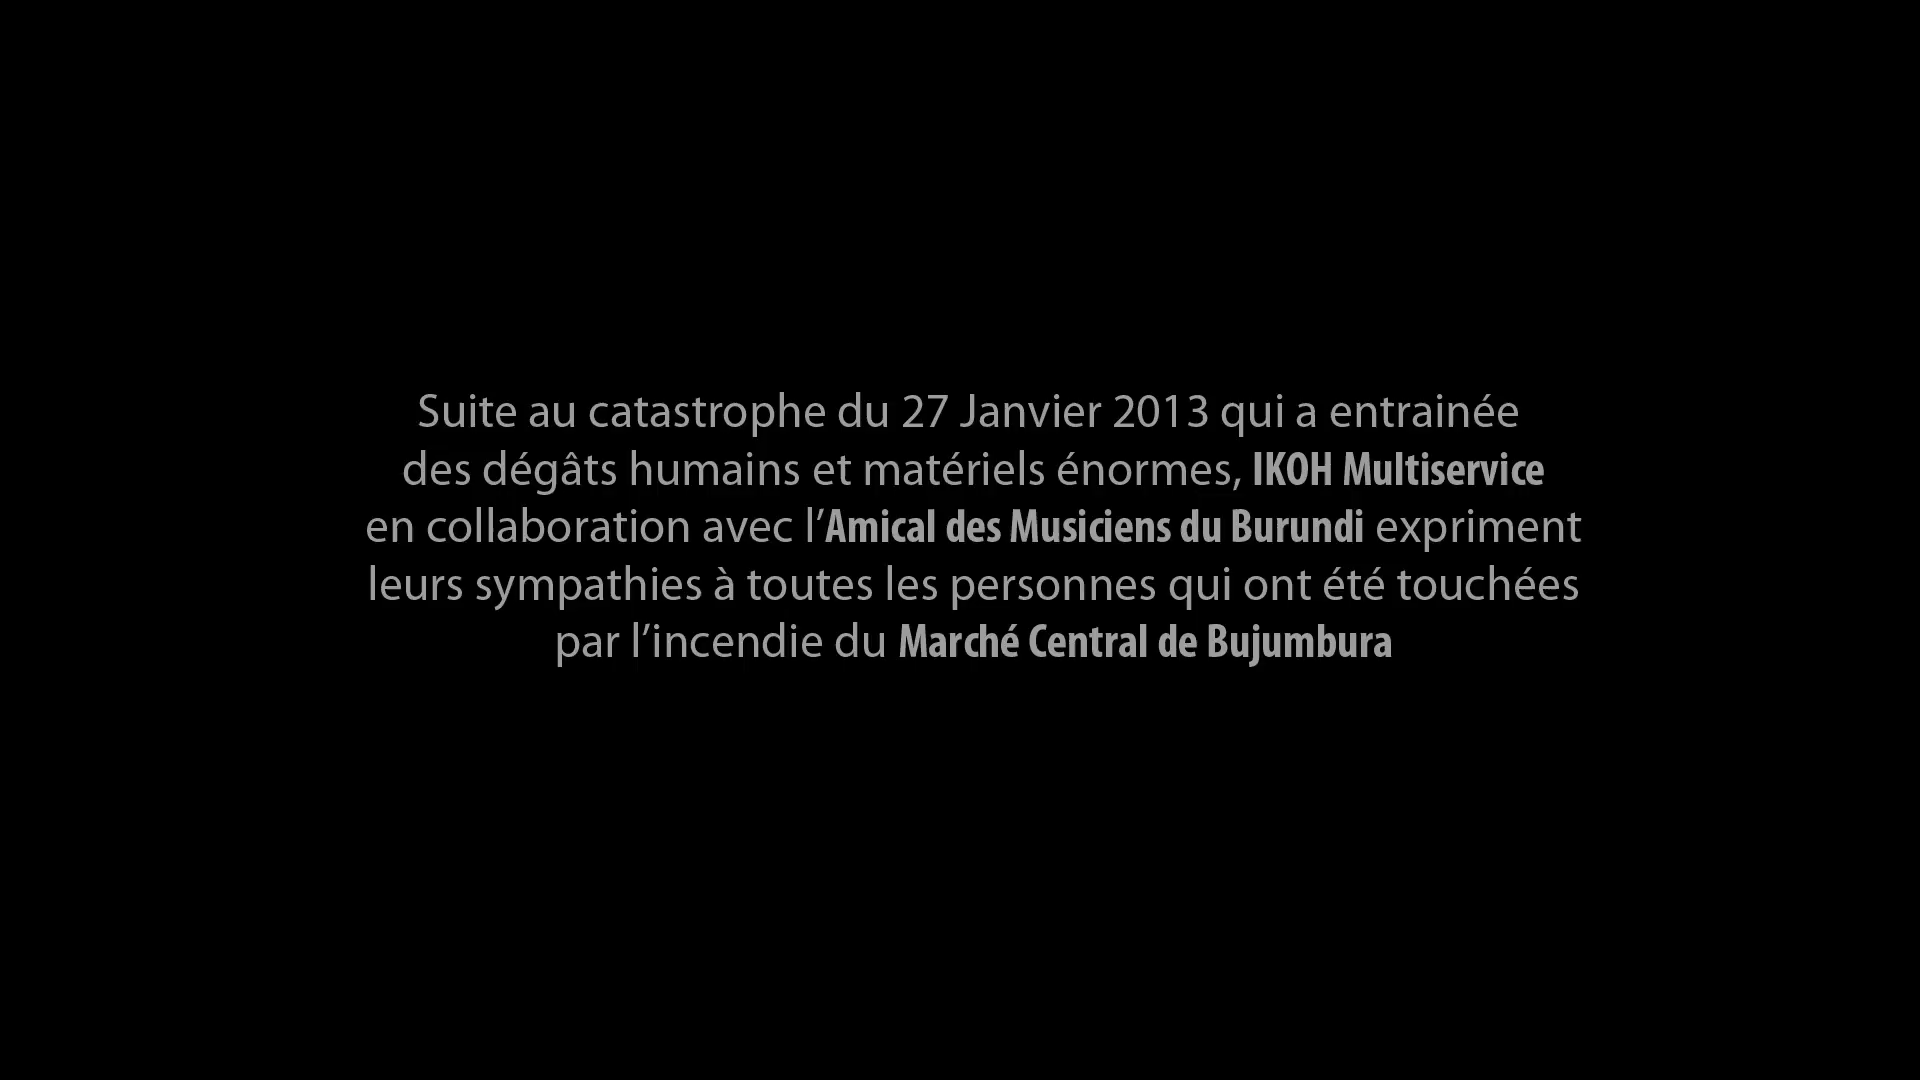 Suite au catastrophe du 27 Janvier 2013 qui a entrainée
des dégâts humains et matériels énormes, IKOH Multiservice
en collaboration avec l’Amical des Musiciens du Burundi expriment
leurs sympathies à toutes les personnes qui ont été touchées
par l’incendie du Marché Central de Bujumbura